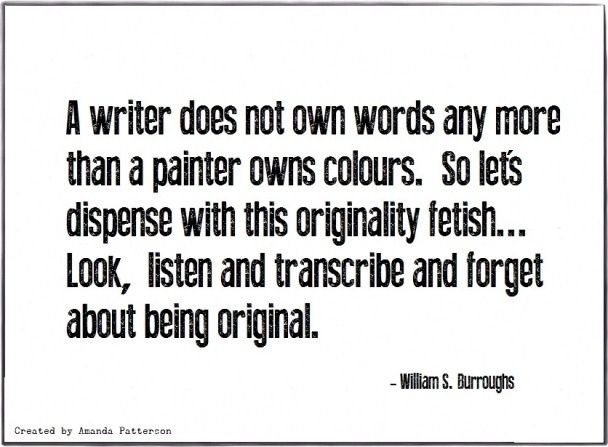 A writer does not own words any more
than a painter owns colours. So let's
dispense with this originality fetish...
Look, listen and transcribe and forget
about being original.
- William S. Burroughs
Created by Amanda Patterson